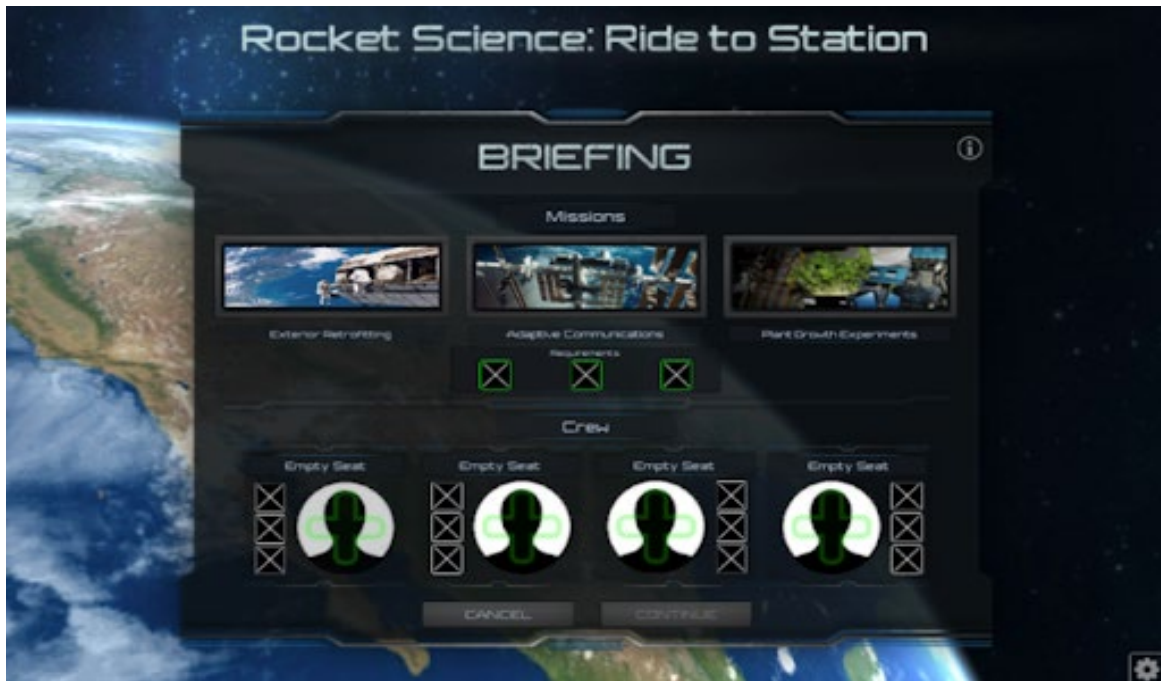 Rocket Science: Ride to Station
BRIEFING
Missions
Exterior Retrofitting
Adaptive Communications
Plant Growth Experiments
Requirements
Crew
Empty Seat
Empty Seat
Empty Seat
Empty Seat
CANCEL
CONTINUE